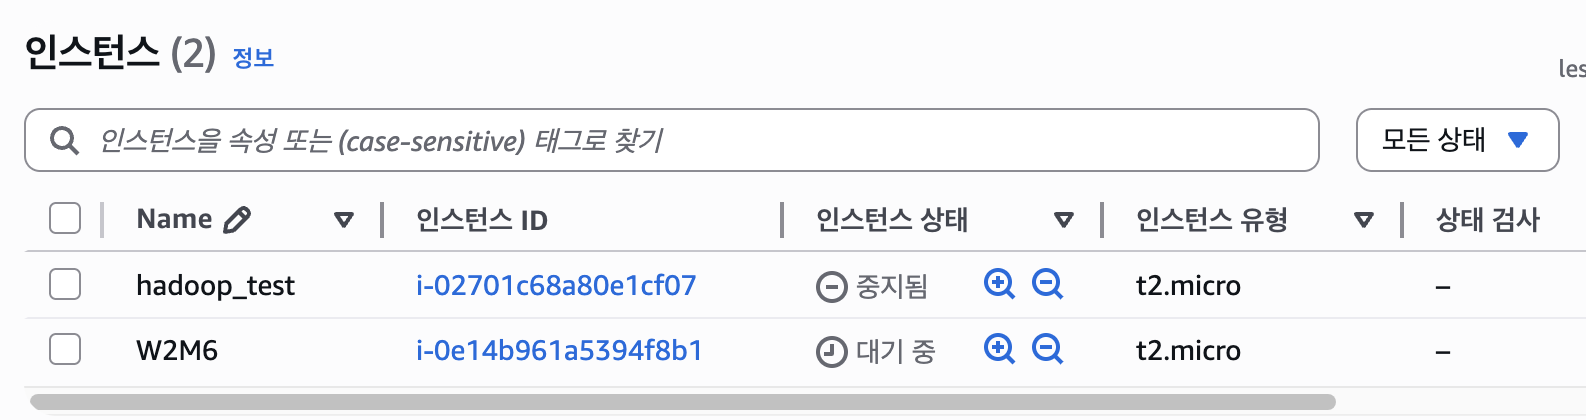 인스턴스 (2) 정보
les
인스턴스을 속성 또는 (case-sensitive) 태그로 찾기
모든 상태
Name 인스턴스 ID 인스턴스 상태 인스턴스 유형 상태 검사
hadoop_test i-02701c68a80e1cf07 중지됨 t2.micro –
W2M6 i-0e14b961a5394f8b1 대기 중 t2.micro –